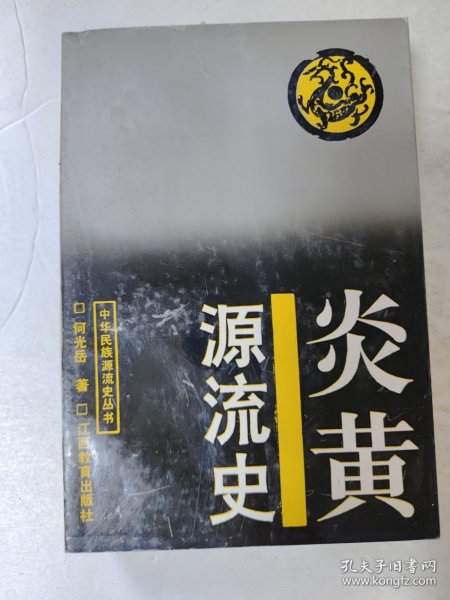 炎黄
源流史
中华民族源流史丛书
□何光岳 著□江西教育出版社
孔夫子旧书网
www.kongfz.com